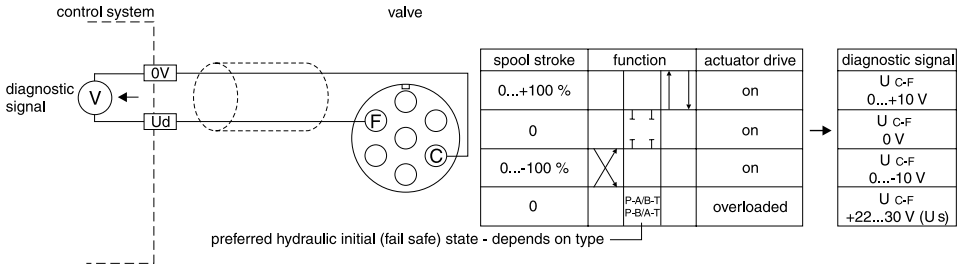 control system
valve
diagnostic signal
V
0V
Ud
F
C
spool stroke function actuator drive diagnostic signal
0...+100 % on U C-F 0...+10 V
0 on U C-F 0 V
0...-100 % on U C-F 0...-10 V
0 P-A/B-T P-B/A-T overloaded U C-F +22...30 V (Us)
preferred hydraulic initial (fail safe) state - depends on type